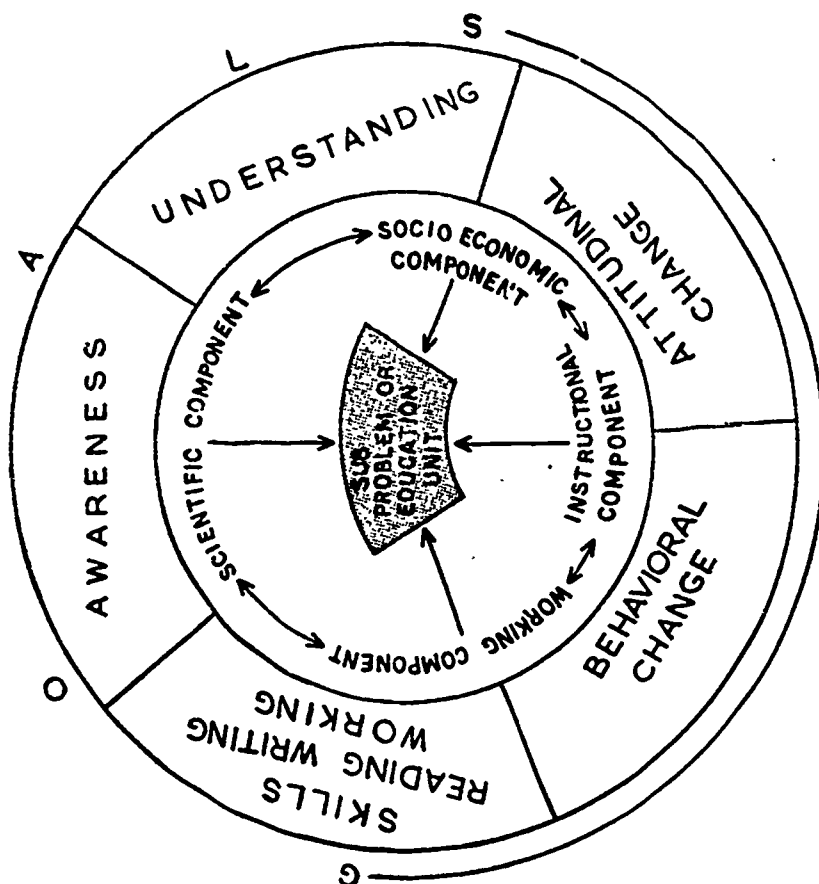 G O A L S
UNDERSTANDING
ATTITUDINAL
CHANGE
BEHAVIORAL
CHANGE
SKILLS
READING WRITING
WORKING
AWARENESS
SOCIO ECONOMIC
COMPONENT
INSTRUCTIONAL
COMPONENT
WORKING COMPONENT
SCIENTIFIC COMPONENT
SUB
PROBLEM OR
EDUCATION
UNIT